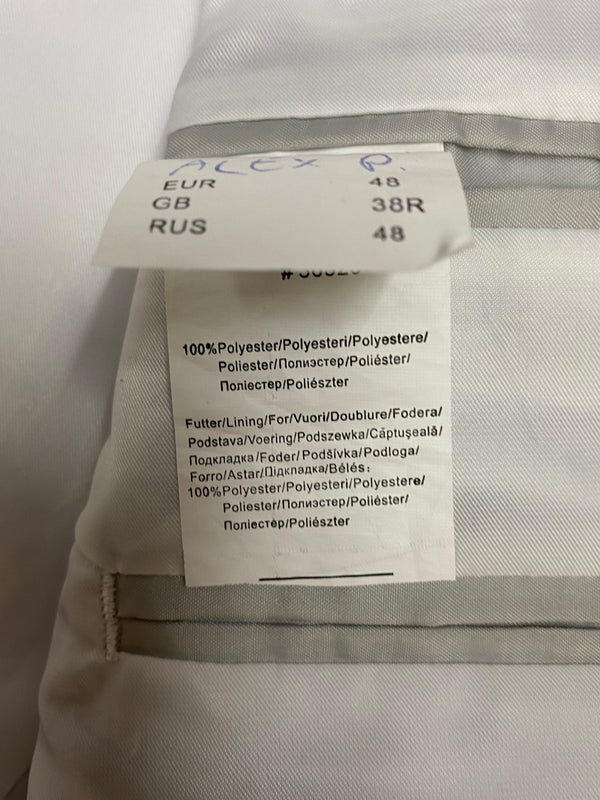 ALEX P.
EUR 48
GB 38R
RUS 48
100%Polyester/Polyesteri/Polyestere/
Poliester/Полиэстер/Poliéster/
Поліестер/Poliészter
Futter/Lining/For/Vuori/Doublure/Fodera/
Podstava/Voering/Podszewka/Căptuşeală/
Подкладка/Foder/ Podšívka/Podloga/
Forro/Astar/Підкладка/Bélés:
100%Polyester/Polyesteri/Polyestere/
Poliester/Полиэстер/Poliéster/
Поліестер/Poliészter